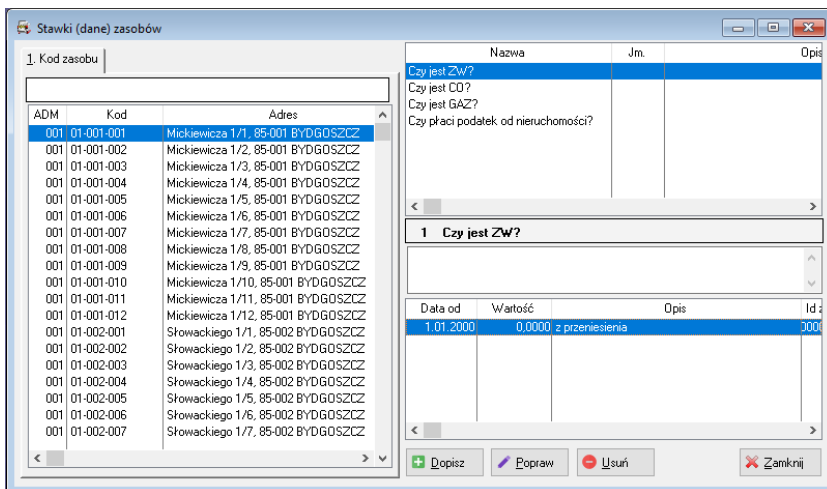 Stawki (dane) zasobów
1. Kod zasobu
ADM Kod Adres
001 01-001-001 Mickiewicza 1/1, 85-001 BYDGOSZCZ
001 01-001-002 Mickiewicza 1/2, 85-001 BYDGOSZCZ
001 01-001-003 Mickiewicza 1/3, 85-001 BYDGOSZCZ
001 01-001-004 Mickiewicza 1/4, 85-001 BYDGOSZCZ
001 01-001-005 Mickiewicza 1/5, 85-001 BYDGOSZCZ
001 01-001-006 Mickiewicza 1/6, 85-001 BYDGOSZCZ
001 01-001-007 Mickiewicza 1/7, 85-001 BYDGOSZCZ
001 01-001-008 Mickiewicza 1/8, 85-001 BYDGOSZCZ
001 01-001-009 Mickiewicza 1/9, 85-001 BYDGOSZCZ
001 01-001-010 Mickiewicza 1/10, 85-001 BYDGOSZCZ
001 01-001-011 Mickiewicza 1/11, 85-001 BYDGOSZCZ
001 01-001-012 Mickiewicza 1/12, 85-001 BYDGOSZCZ
001 01-002-001 Słowackiego 1/1, 85-002 BYDGOSZCZ
001 01-002-002 Słowackiego 1/2, 85-002 BYDGOSZCZ
001 01-002-003 Słowackiego 1/3, 85-002 BYDGOSZCZ
001 01-002-004 Słowackiego 1/4, 85-002 BYDGOSZCZ
001 01-002-005 Słowackiego 1/5, 85-002 BYDGOSZCZ
001 01-002-006 Słowackiego 1/6, 85-002 BYDGOSZCZ
001 01-002-007 Słowackiego 1/7, 85-002 BYDGOSZCZ
Nazwa Jm. Opis
Czy jest ZW?
Czy jest CO?
Czy jest GAZ?
Czy płaci podatek od nieruchomości?
1 Czy jest ZW?
Data od Wartość Opis Id
1.01.2000 0,0000 z przeniesienia
Dopisz Popraw Usuń Zamknij